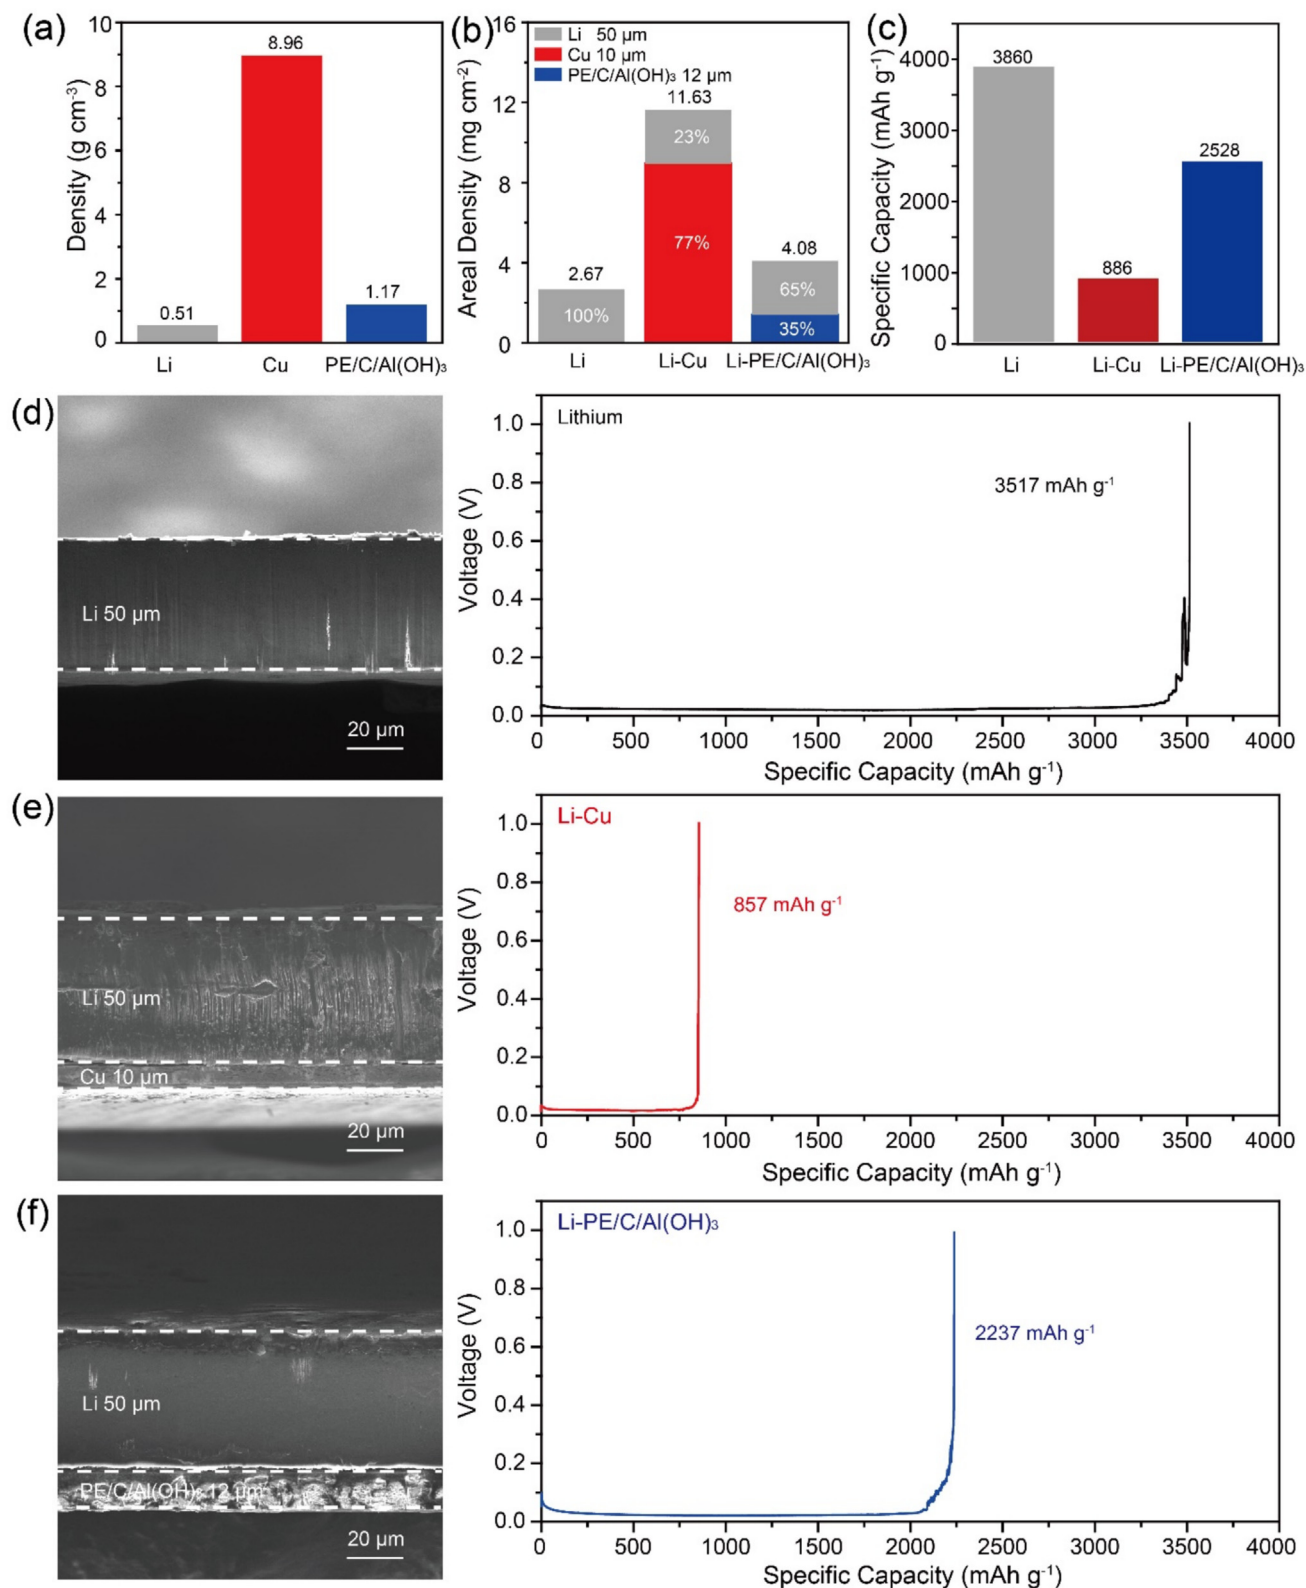 (a)
Density (g cm⁻³)
10
8
6
4
2
0
0.51
8.96
1.17
Li
Cu
PE/C/Al(OH)₃
(b)
Areal Density (mg cm⁻²)
16
12
8
4
0
Li 50 μm
Cu 10 μm
PE/C/Al(OH)₃ 12 μm
2.67
100%
11.63
23%
77%
4.08
65%
35%
Li
Li-Cu
Li-PE/C/Al(OH)₃
(c)
Specific Capacity (mAh g⁻¹)
4000
3000
2000
1000
0
3860
886
2528
Li
Li-Cu
Li-PE/C/Al(OH)₃
(d)
Li 50 μm
20 μm
Lithium
3517 mAh g⁻¹
Voltage (V)
1.0
0.8
0.6
0.4
0.2
0.0
0 500 1000 1500 2000 2500 3000 3500 4000
Specific Capacity (mAh g⁻¹)
(e)
Li 50 μm
Cu 10 μm
20 μm
Li-Cu
857 mAh g⁻¹
Voltage (V)
1.0
0.8
0.6
0.4
0.2
0.0
0 500 1000 1500 2000 2500 3000 3500 4000
Specific Capacity (mAh g⁻¹)
(f)
Li 50 μm
PE/C/Al(OH)₃ 12 μm
20 μm
Li-PE/C/Al(OH)₃
2237 mAh g⁻¹
Voltage (V)
1.0
0.8
0.6
0.4
0.2
0.0
0 500 1000 1500 2000 2500 3000 3500 4000
Specific Capacity (mAh g⁻¹)